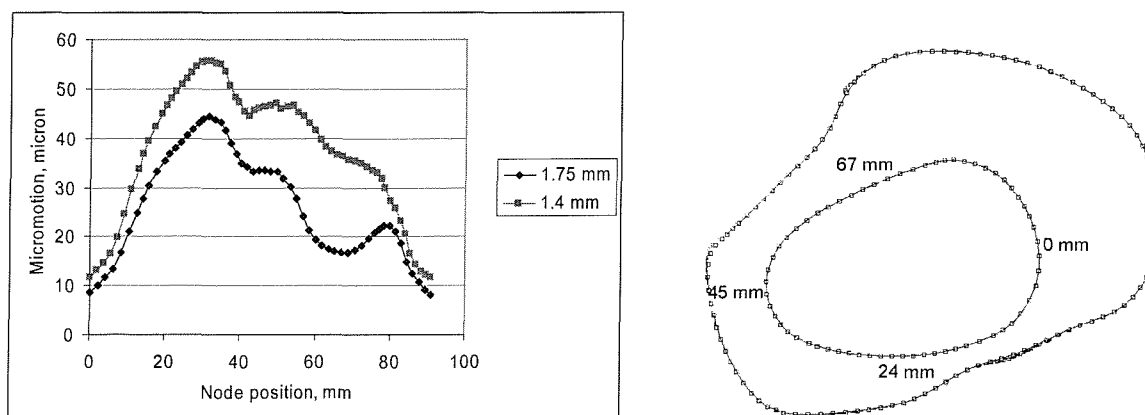 60
50
40
30
20
10
0
Micromotion, micron
0 20 40 60 80 100
Node position, mm
1.75 mm
1.4 mm
67 mm
0 mm
45 mm
24 mm